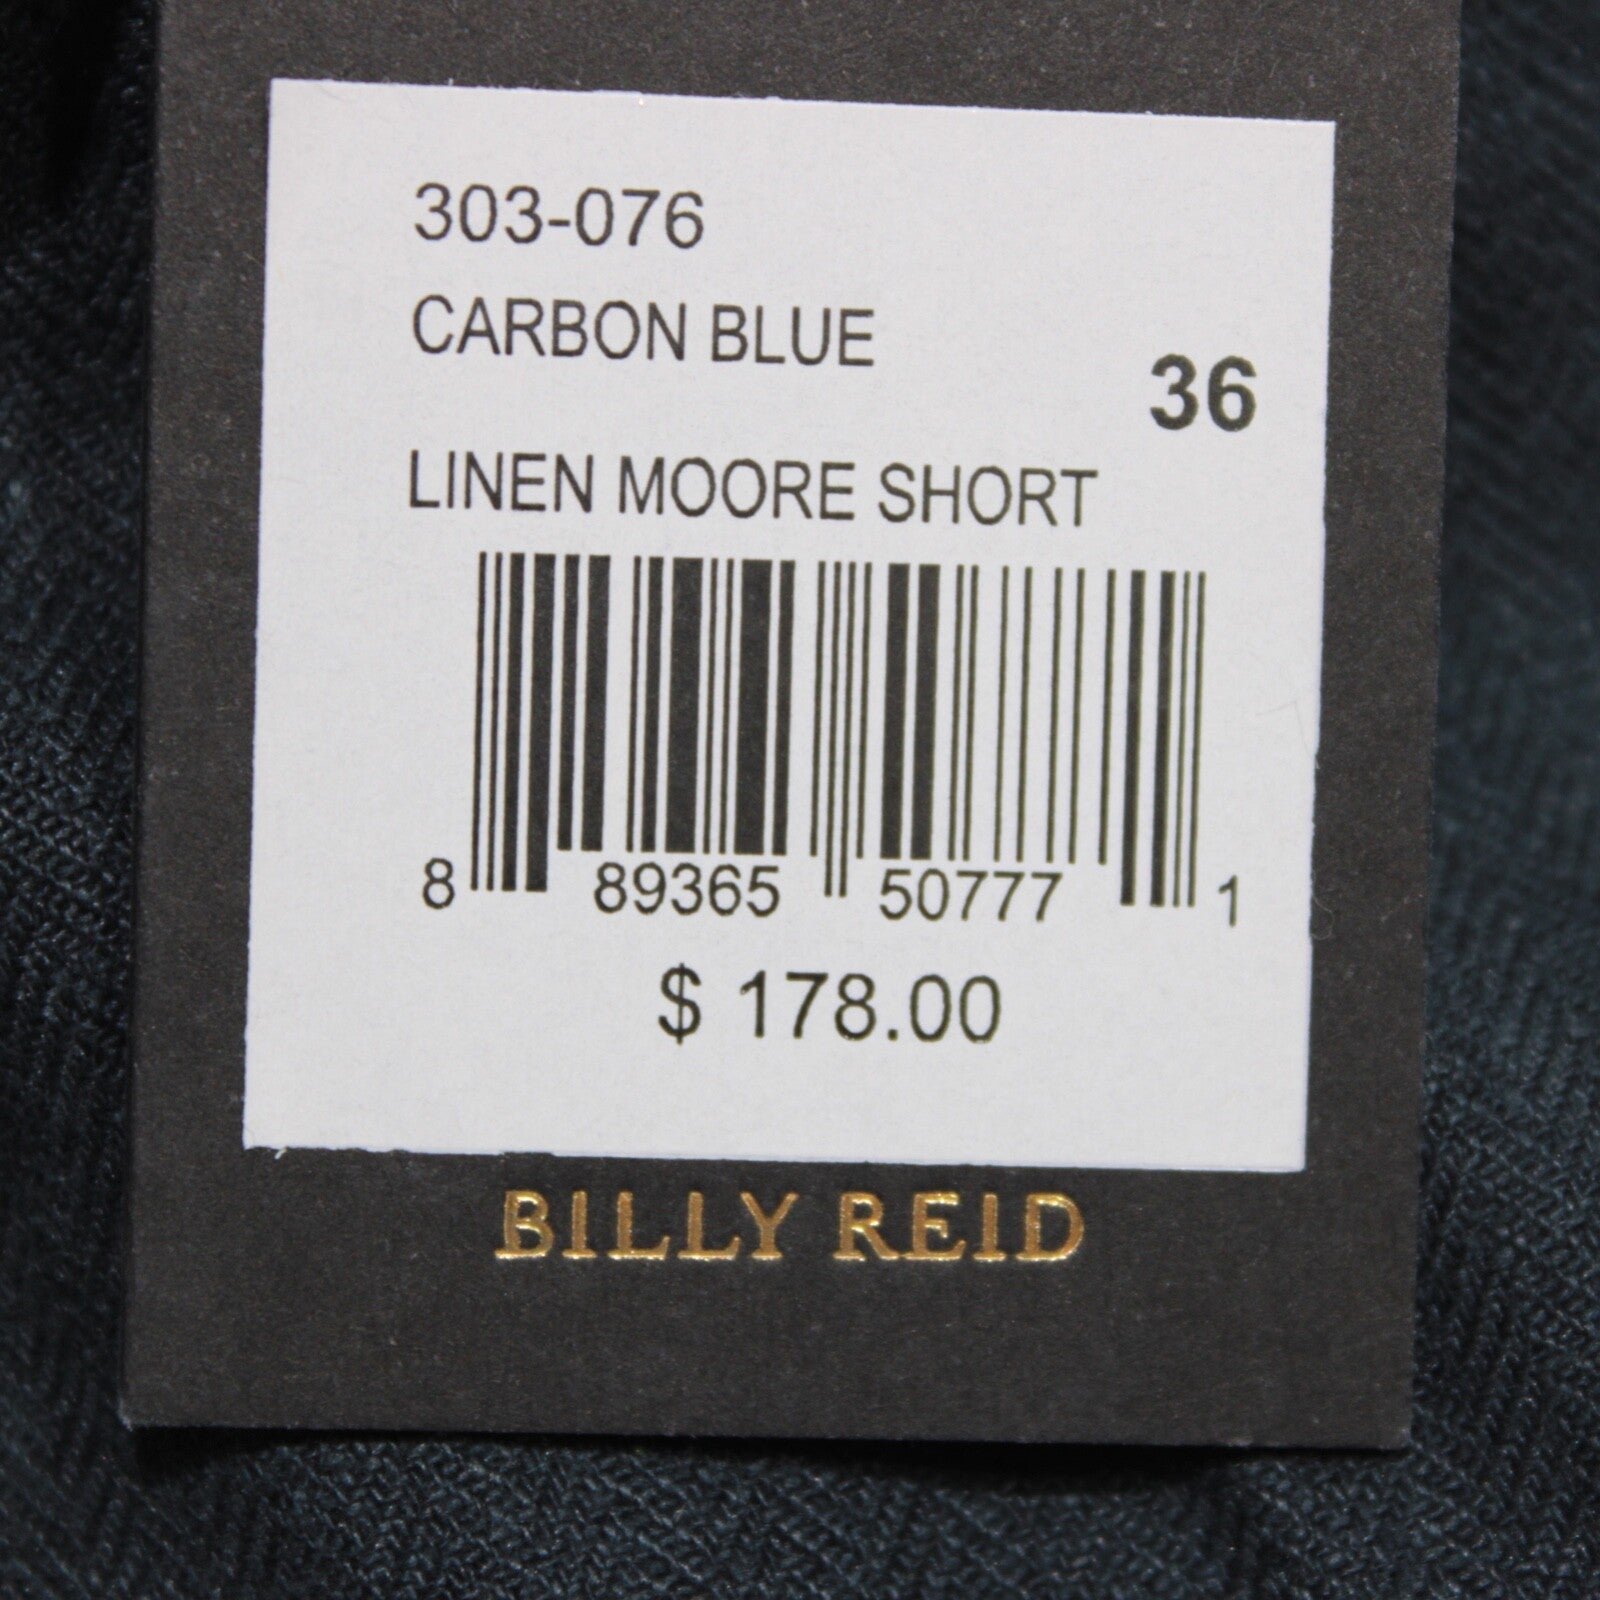 303-076
CARBON BLUE
36
LINEN MOORE SHORT
8 89365 50777 1
$ 178.00
BILLY REID